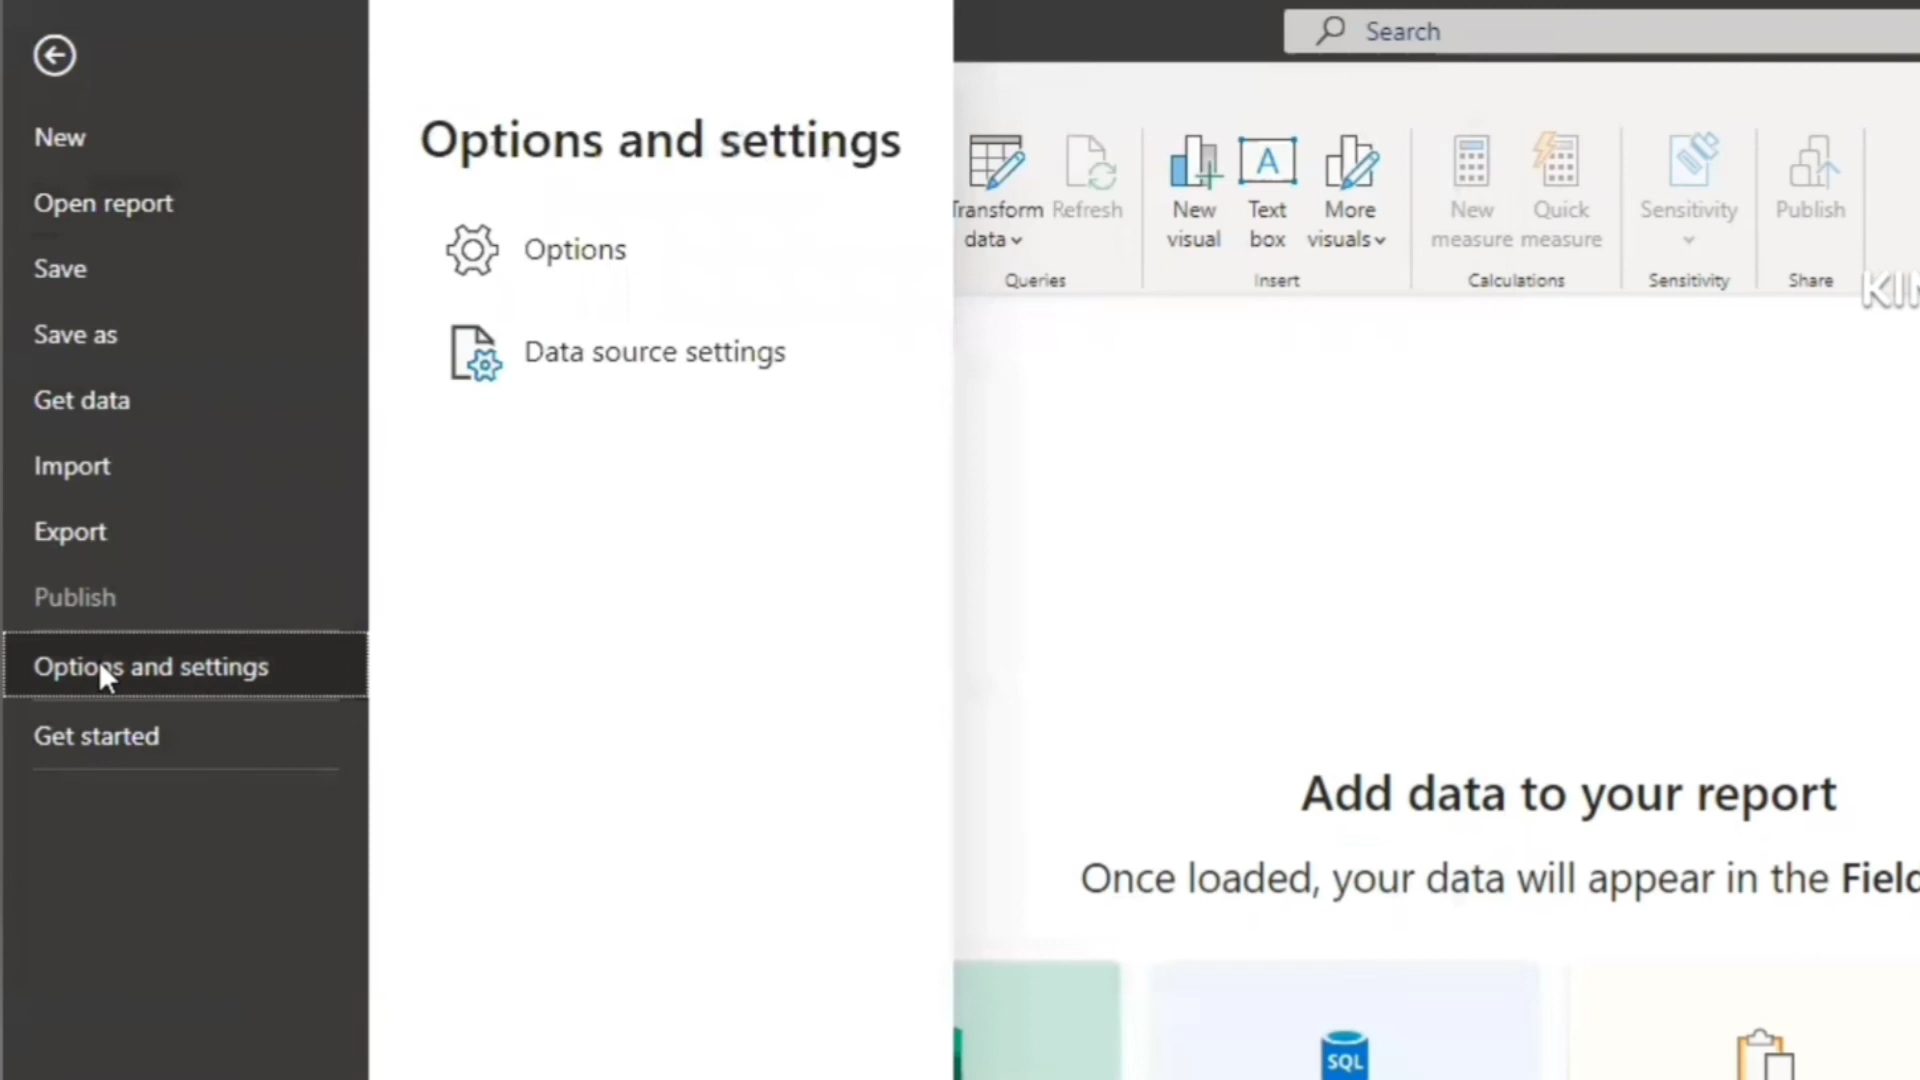 New
Open report
Save
Save as
Get data
Import
Export
Publish
Options and settings
Get started
Options and settings
Options
Data source settings
Search
Transform data
Refresh
New visual
Text box
More visuals
New measure
Quick measure
Sensitivity
Publish
Queries
Insert
Calculations
Sensitivity
Share
KIN
Add data to your report
Once loaded, your data will appear in the Field
SQL